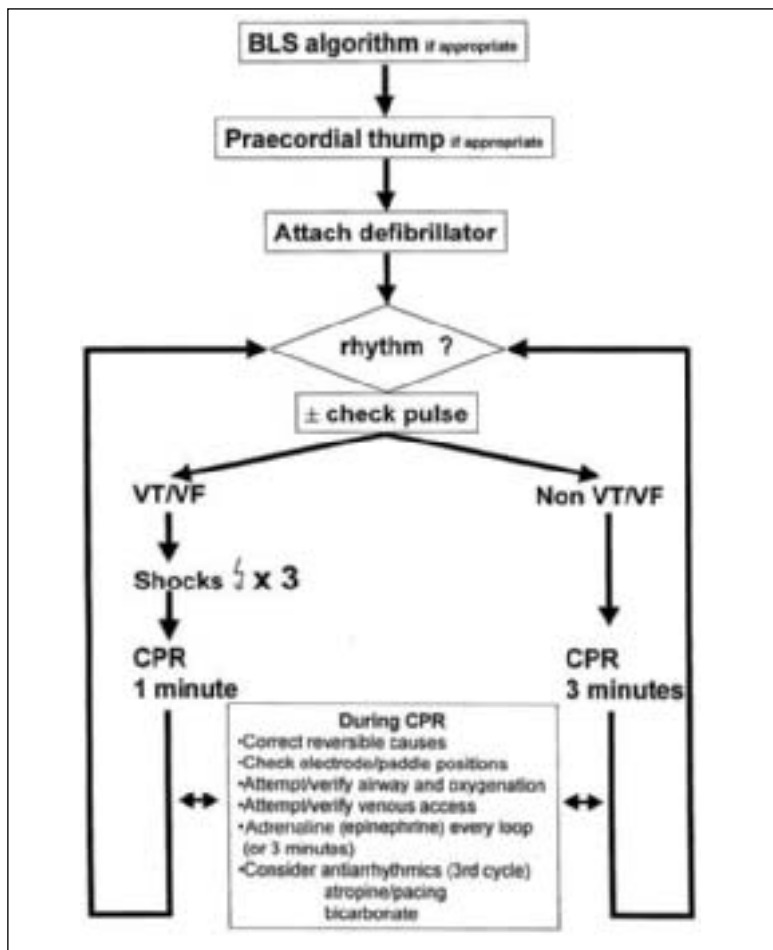 BLS algorithm if appropriate
Praecordial thump if appropriate
Attach defibrillator
rhythm ?
± check pulse
VT/VF
Non VT/VF
Shocks x 3
CPR
1 minute
CPR
3 minutes
During CPR
•Correct reversible causes
•Check electrode/paddle positions
•Attempt/verify airway and oxygenation
•Attempt/verify venous access
•Adrenaline (epinephrine) every loop
(or 3 minutes)
•Consider antiarrhythmics (3rd cycle)
atropine/pacing
bicarbonate